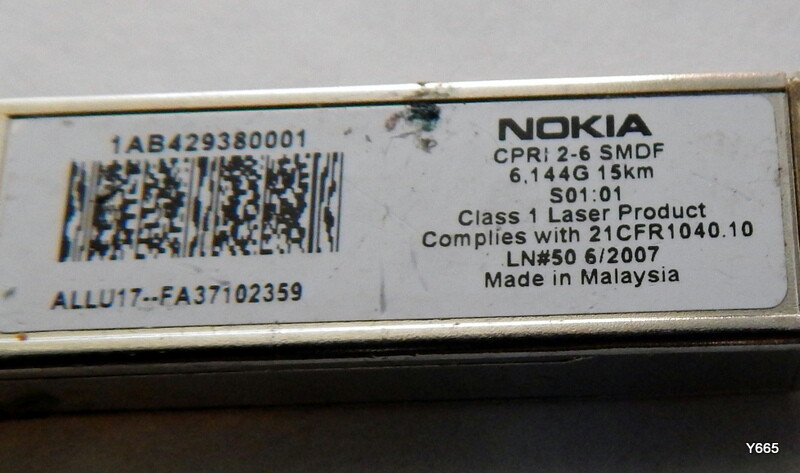 1AB429380001
ALLU17--FA37102359
NOKIA
CPRI 2-6 SMDF
6,144G 15km
S01:01
Class 1 Laser Product
Complies with 21CFR1040.10
LN#50 6/2007
Made in Malaysia
Y665